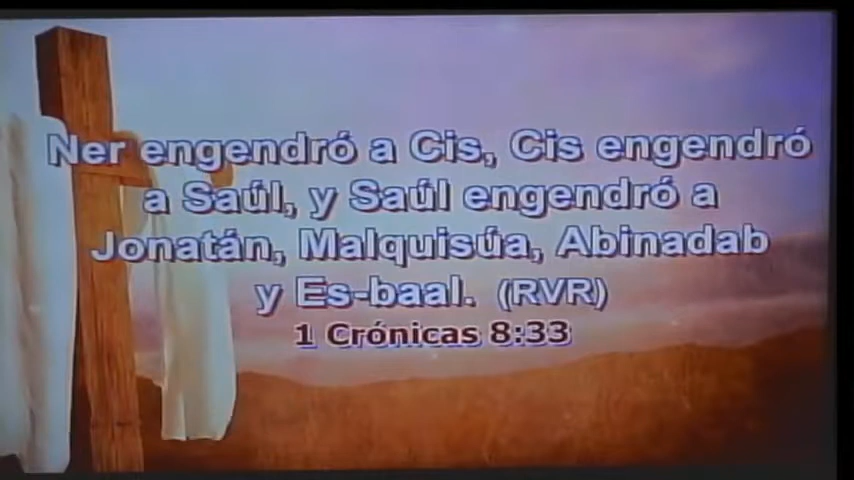 Ner engendró a Cis, Cis engendró
a Saúl, y Saúl engendró a
Jonatán, Malquisúa, Abinadab
y Es-baal. (RVR)
1 Crónicas 8:33